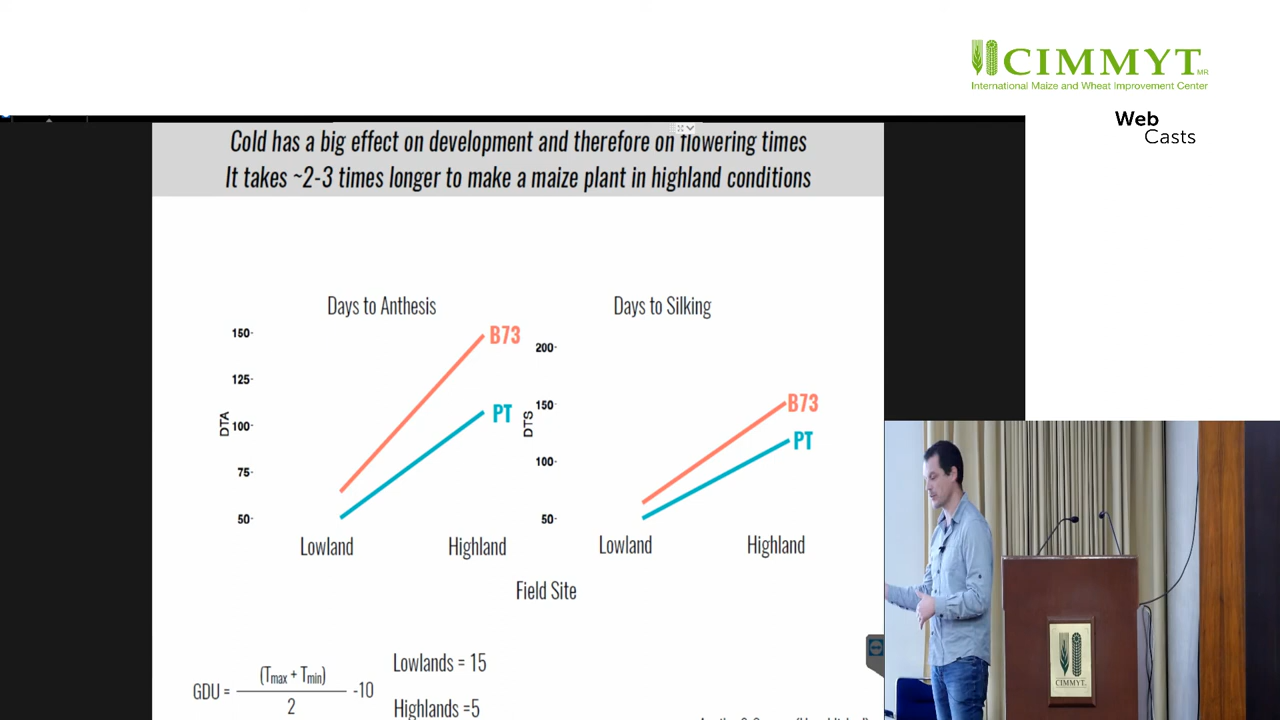 CIMMYT
MR
International Maize and Wheat Improvement Center
Web
Casts
Cold has a big effect on development and therefore on flowering times
It takes ~2-3 times longer to make a maize plant in highland conditions
Days to Anthesis
150
125
100
75
50
DTA
B73
PT
Lowland
Highland
Days to Silking
200
150
100
50
DTS
B73
PT
Lowland
Highland
Field Site
GDU = (Tmax + Tmin) / 2 -10
Lowlands = 15
Highlands =5
CIMMYT.